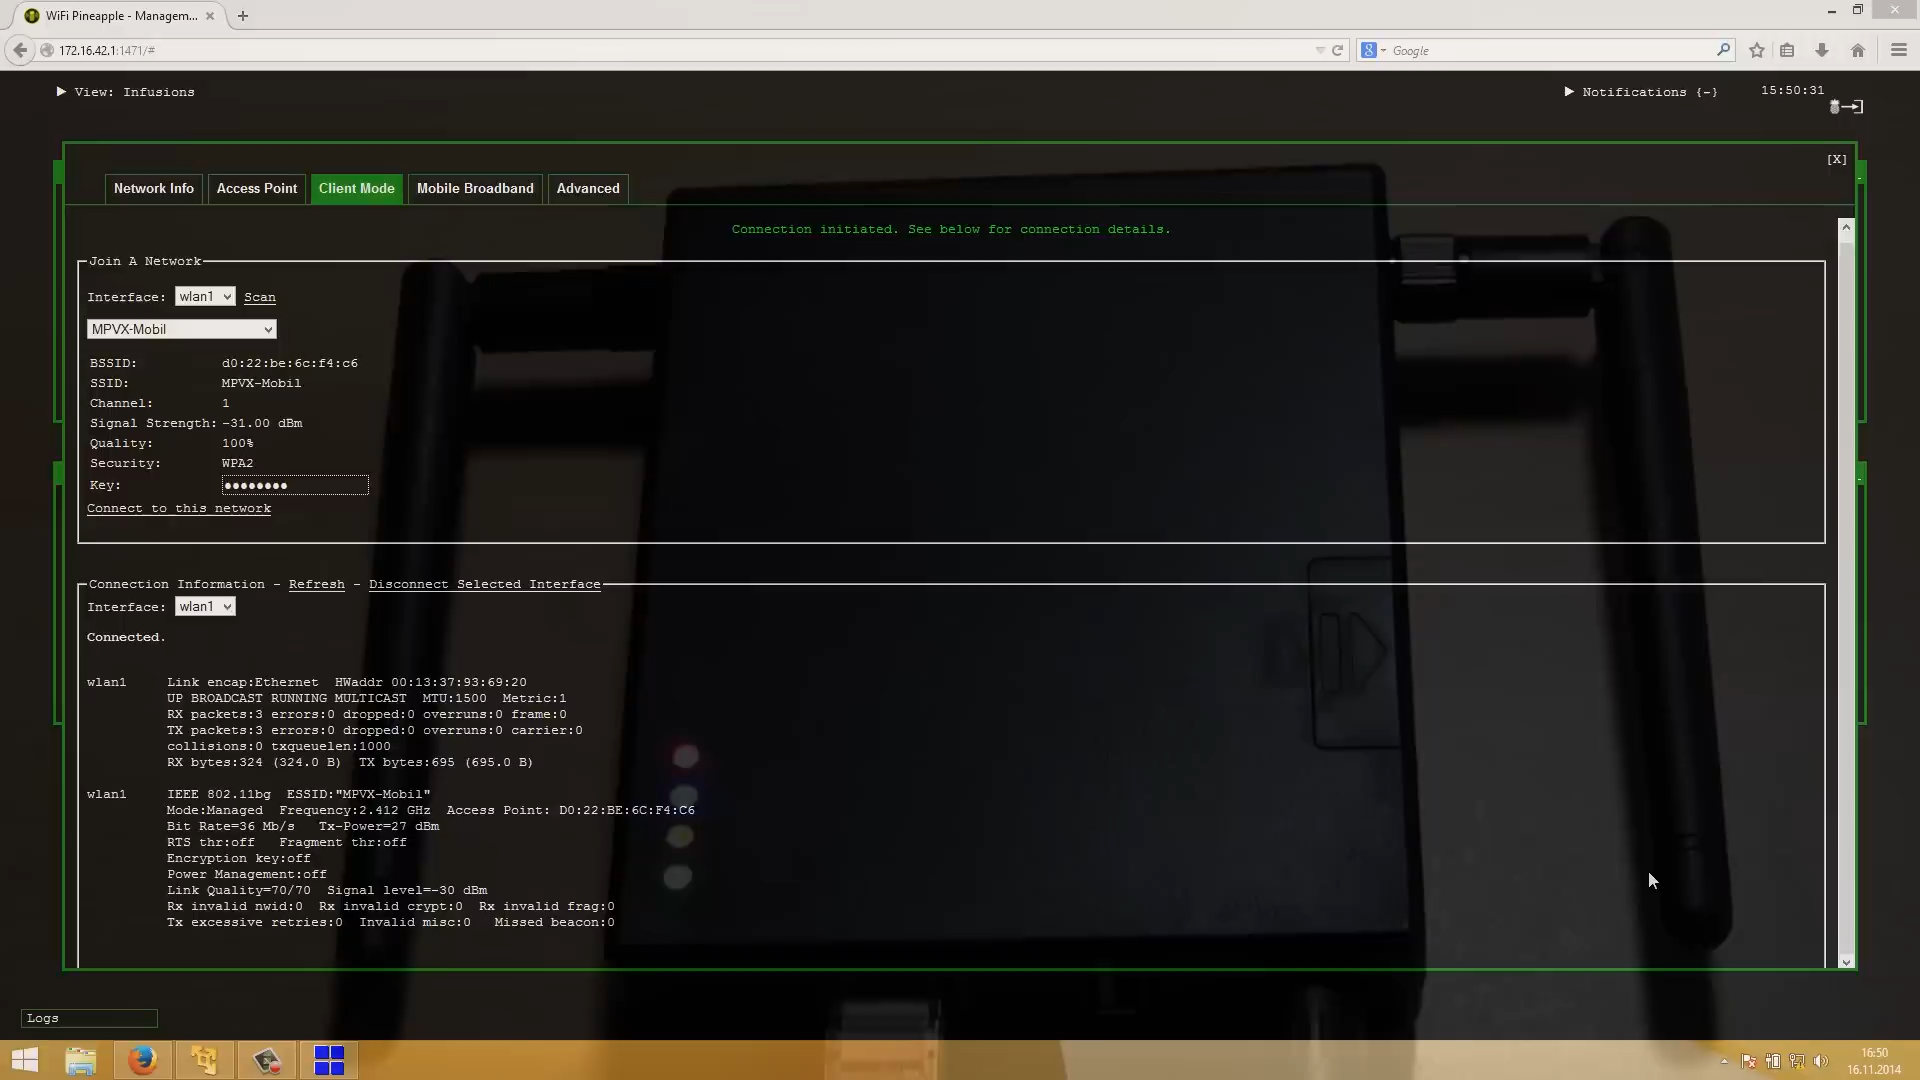 WiFi Pineapple - Managem...
172.16.42.1:1471/#
Google
View: Infusions
Notifications {-}
15:50:31
[X]
Network Info
Access Point
Client Mode
Mobile Broadband
Advanced
Connection initiated. See below for connection details.
Join A Network
Interface: wlan1 Scan
MPVX-Mobil
BSSID: d0:22:be:6c:f4:c6
SSID: MPVX-Mobil
Channel: 1
Signal Strength: -31.00 dBm
Quality: 100%
Security: WPA2
Key: ●●●●●●●●
Connect to this network
Connection Information - Refresh - Disconnect Selected Interface
Interface: wlan1
Connected.
wlan1 Link encap:Ethernet HWaddr 00:13:37:93:69:20
UP BROADCAST RUNNING MULTICAST MTU:1500 Metric:1
RX packets:3 errors:0 dropped:0 overruns:0 frame:0
TX packets:3 errors:0 dropped:0 overruns:0 carrier:0
collisions:0 txqueuelen:1000
RX bytes:324 (324.0 B) TX bytes:695 (695.0 B)
wlan1 IEEE 802.11bg ESSID:"MPVX-Mobil"
Mode:Managed Frequency:2.412 GHz Access Point: D0:22:BE:6C:F4:C6
Bit Rate=36 Mb/s Tx-Power=27 dBm
RTS thr:off Fragment thr:off
Encryption key:off
Power Management:off
Link Quality=70/70 Signal level=-30 dBm
Rx invalid nwid:0 Rx invalid crypt:0 Rx invalid frag:0
Tx excessive retries:0 Invalid misc:0 Missed beacon:0
Logs
16:50
16.11.2014